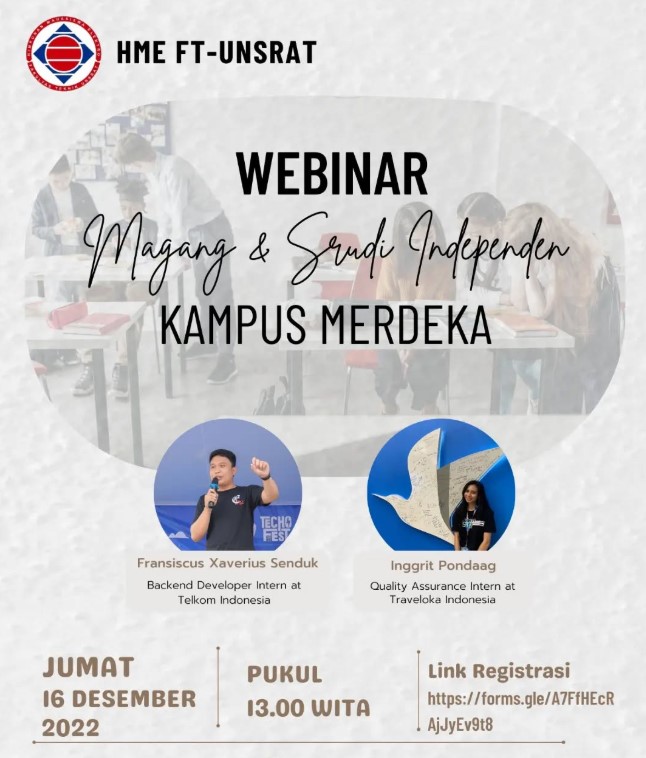 HME FT-UNSRAT
WEBINAR
Magang & Srudi Independen
KAMPUS MERDEKA
TECHO
FEST
Fransiscus Xaverius Senduk
Backend Developer Intern at
Telkom Indonesia
Inggrit Pondaag
Quality Assurance Intern at
Traveloka Indonesia
JUMAT
16 DESEMBER
2022
PUKUL
13.00 WITA
Link Registrasi
https://forms.gle/A7FfHEcR
AjJyEv9t8